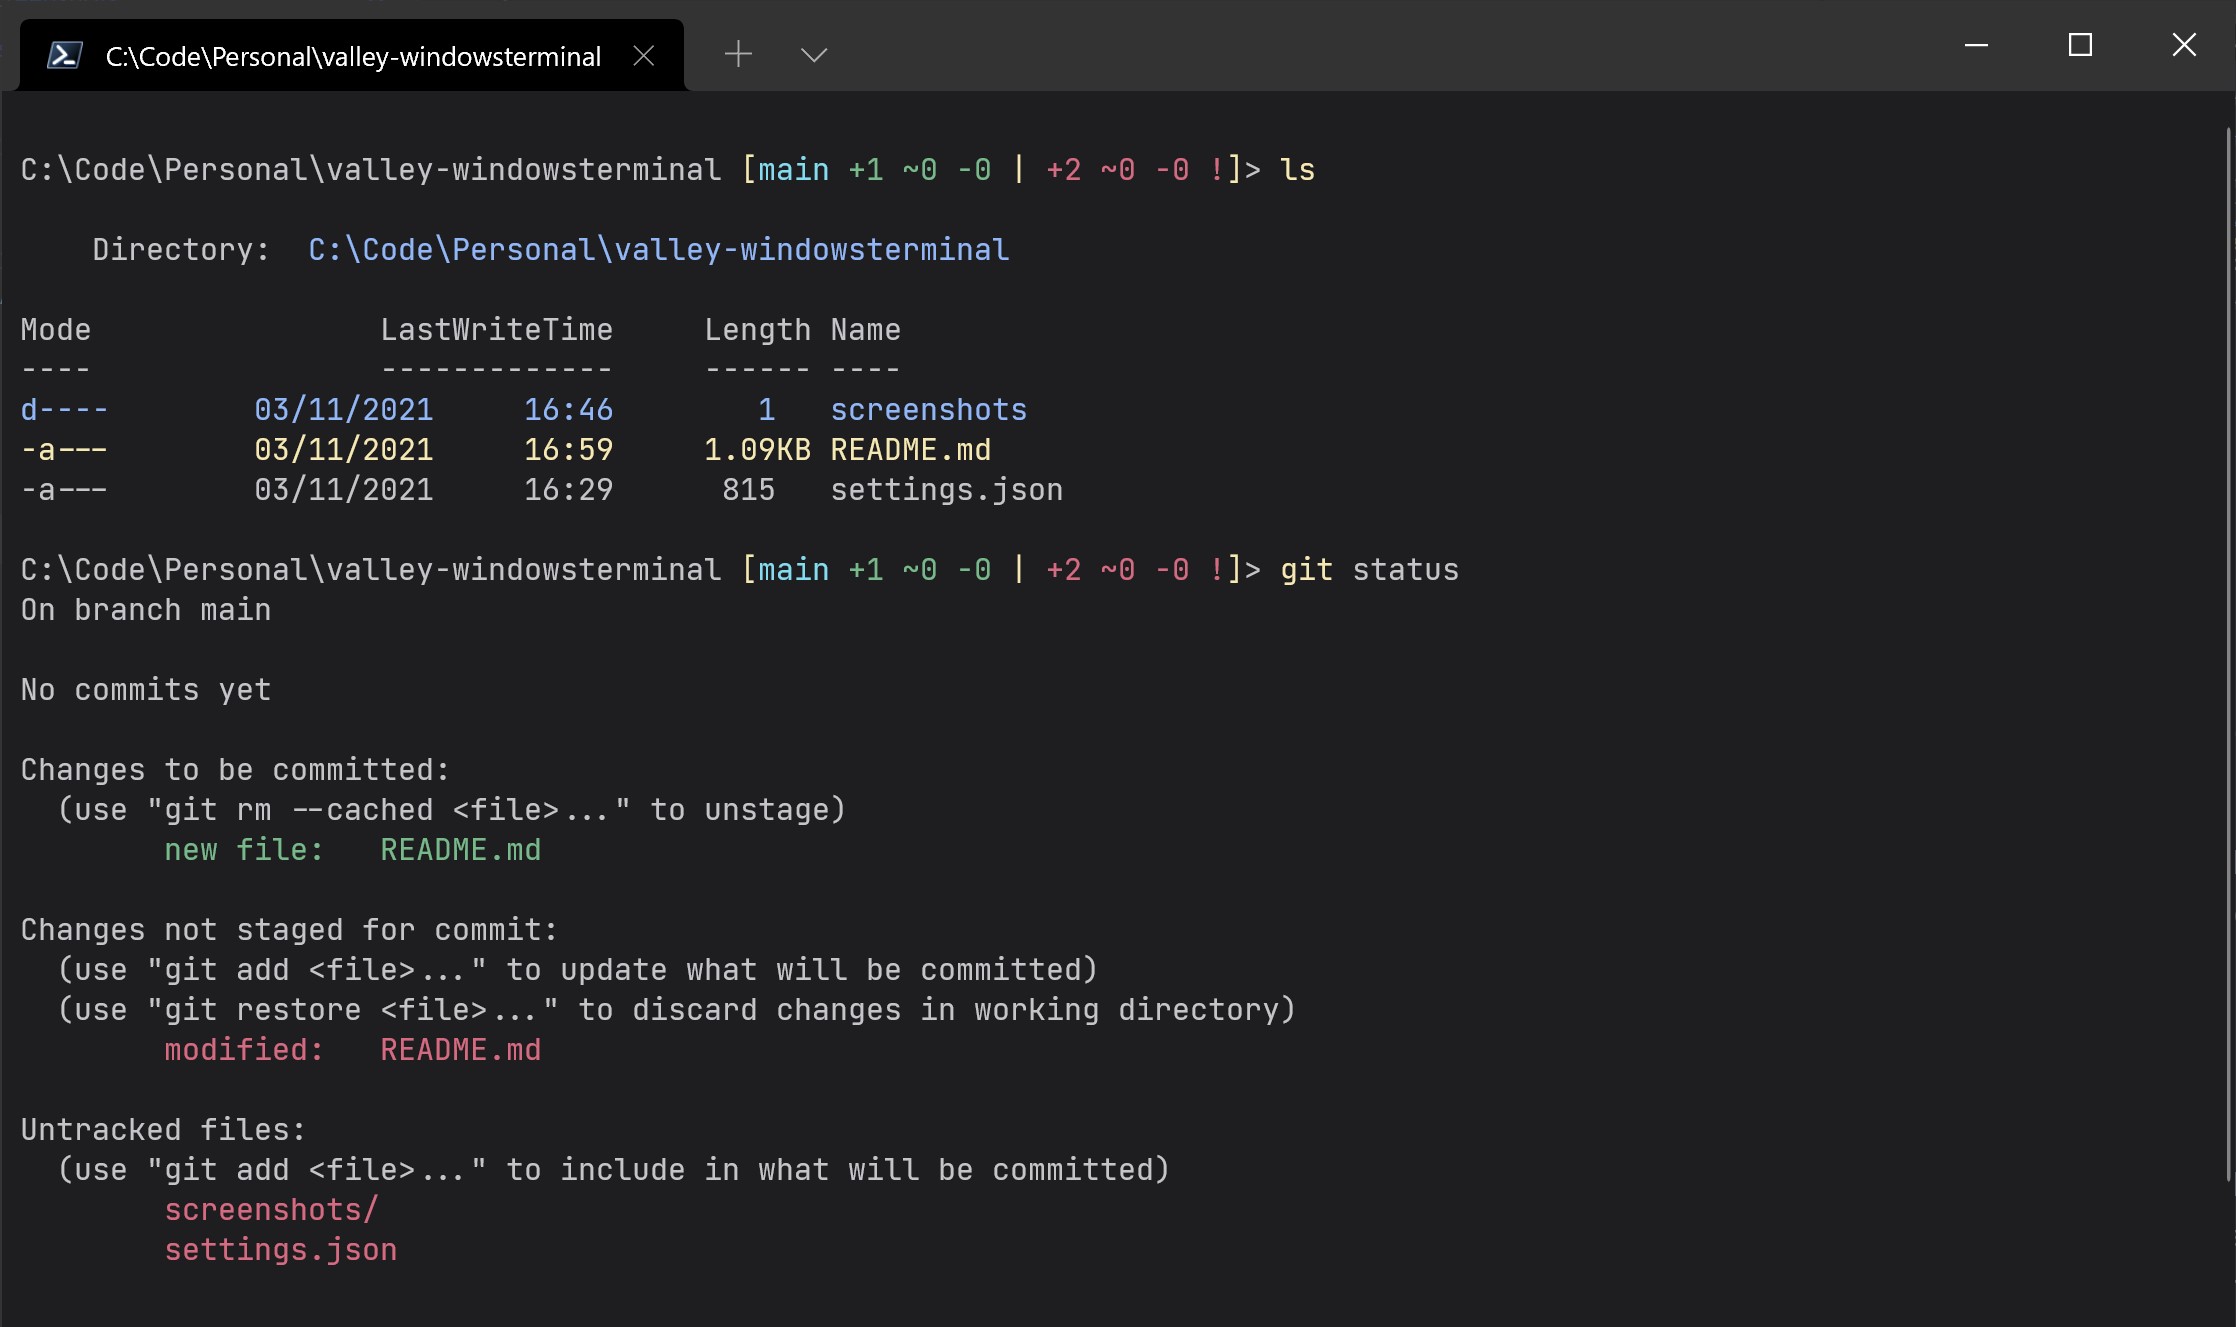 C:\Code\Personal\valley-windowsterminal
C:\Code\Personal\valley-windowsterminal [main +1 ~0 -0 | +2 ~0 -0 !]> ls
Directory: C:\Code\Personal\valley-windowsterminal
Mode LastWriteTime Length Name
---- ------------- ------ ----
d---- 03/11/2021 16:46 1 screenshots
-a--- 03/11/2021 16:59 1.09KB README.md
-a--- 03/11/2021 16:29 815 settings.json
C:\Code\Personal\valley-windowsterminal [main +1 ~0 -0 | +2 ~0 -0 !]> git status
On branch main
No commits yet
Changes to be committed:
(use "git rm --cached <file>..." to unstage)
new file: README.md
Changes not staged for commit:
(use "git add <file>..." to update what will be committed)
(use "git restore <file>..." to discard changes in working directory)
modified: README.md
Untracked files:
(use "git add <file>..." to include in what will be committed)
screenshots/
settings.json